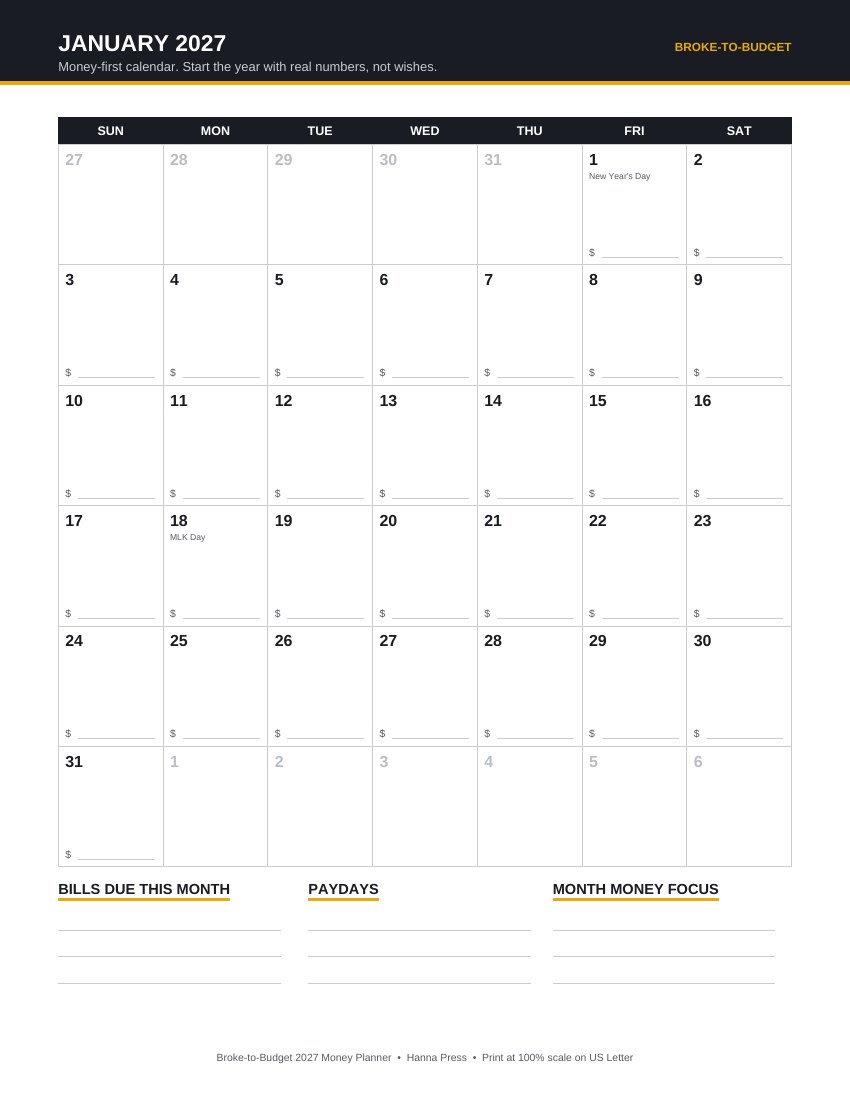 JANUARY 2027
BROKE-TO-BUDGET
Money-first calendar. Start the year with real numbers, not wishes.
SUN MON TUE WED THU FRI SAT
27 28 29 30 31 1 2
New Year's Day
$ $
3 4 5 6 7 8 9
$ $ $ $ $ $ $
10 11 12 13 14 15 16
$ $ $ $ $ $ $
17 18 19 20 21 22 23
MLK Day
$ $ $ $ $ $ $
24 25 26 27 28 29 30
$ $ $ $ $ $ $
31 1 2 3 4 5 6
$
BILLS DUE THIS MONTH PAYDAYS MONTH MONEY FOCUS
Broke-to-Budget 2027 Money Planner • Hanna Press • Print at 100% scale on US Letter